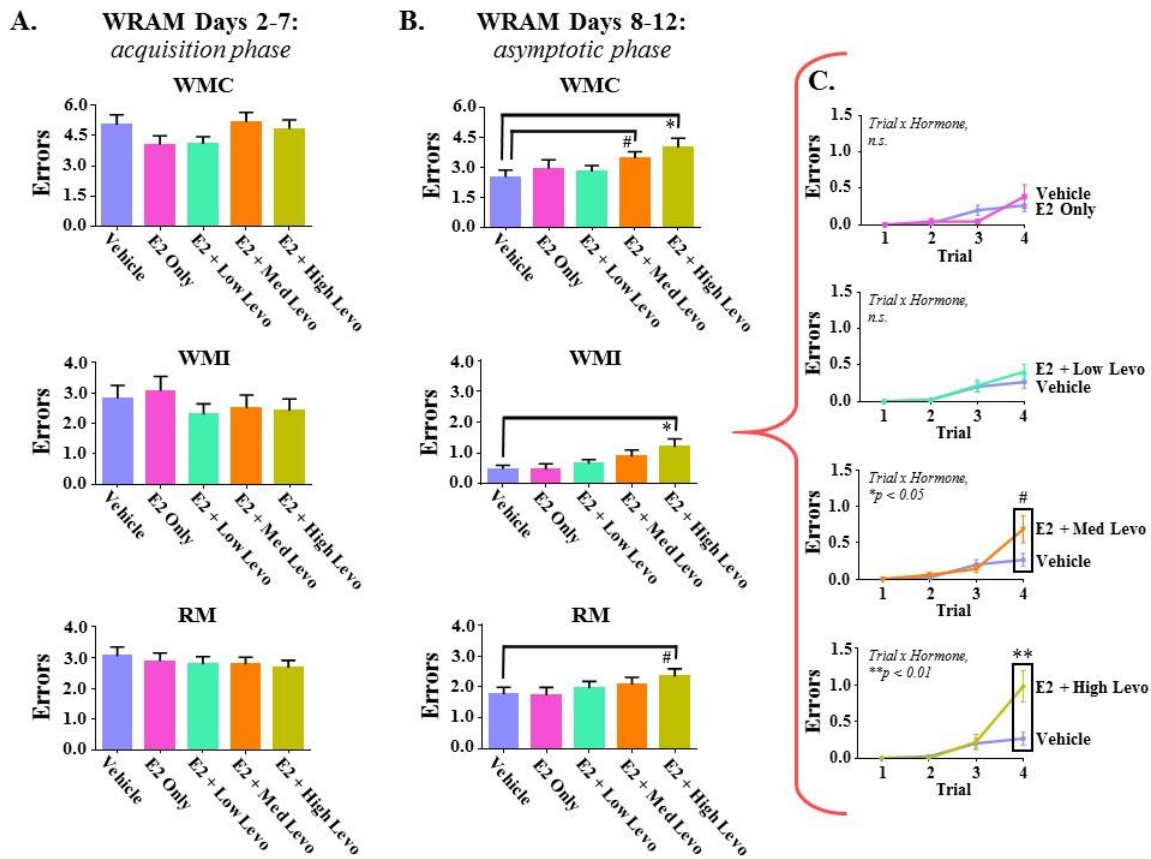 A.
WRAM Days 2-7:
acquisition phase
WMC
Errors
6.0
4.5
3.0
1.5
0.0
Vehicle
E2 Only
E2 + Low Levo
E2 + Med Levo
E2 + High Levo
WMI
Errors
4.0
3.0
2.0
1.0
0.0
Vehicle
E2 Only
E2 + Low Levo
E2 + Med Levo
E2 + High Levo
RM
Errors
4.0
3.0
2.0
1.0
0.0
Vehicle
E2 Only
E2 + Low Levo
E2 + Med Levo
E2 + High Levo
B.
WRAM Days 8-12:
asymptotic phase
WMC
Errors
6.0
4.5
3.0
1.5
0.0
#
*
Vehicle
E2 Only
E2 + Low Levo
E2 + Med Levo
E2 + High Levo
WMI
Errors
4.0
3.0
2.0
1.0
0.0
*
Vehicle
E2 Only
E2 + Low Levo
E2 + Med Levo
E2 + High Levo
RM
Errors
4.0
3.0
2.0
1.0
0.0
#
Vehicle
E2 Only
E2 + Low Levo
E2 + Med Levo
E2 + High Levo
C.
Errors
1.5
1.0
0.5
0.0
Trial x Hormone,
n.s.
Vehicle
E2 Only
1 2 3 4
Trial
Errors
1.5
1.0
0.5
0.0
Trial x Hormone,
n.s.
E2 + Low Levo
Vehicle
1 2 3 4
Trial
Errors
1.5
1.0
0.5
0.0
Trial x Hormone,
*p < 0.05
#
E2 + Med Levo
Vehicle
1 2 3 4
Trial
Errors
1.5
1.0
0.5
0.0
Trial x Hormone,
**p < 0.01
**
E2 + High Levo
Vehicle
1 2 3 4
Trial